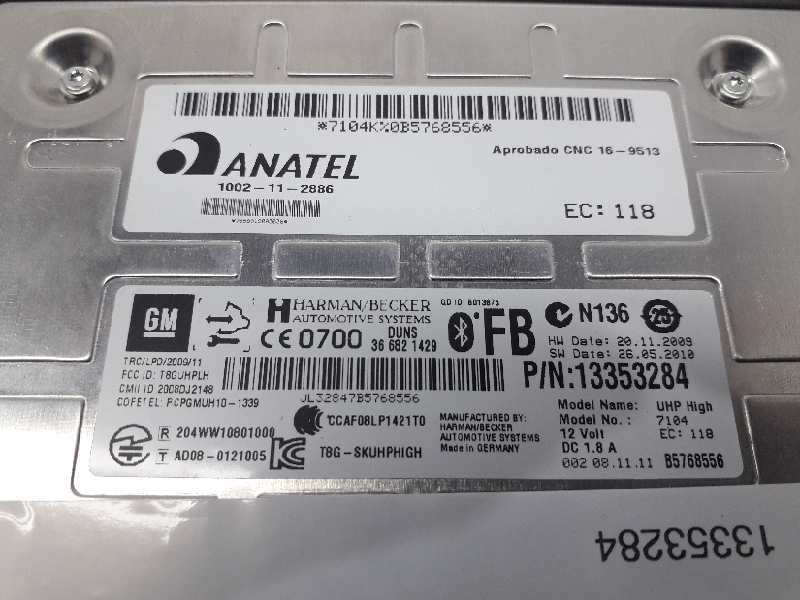 *7104K%0B5768556*
ANATEL
1002-11-2886
Aprobado CNC 16-9513
EC: 118
GM
HARMAN/BECKER
AUTOMOTIVE SYSTEMS
CE0700
DUNS
36 682 1429
FB
N136
HW Date: 20.11.2009
SW Date: 26.05.2010
P/N:13353284
TRC/LPD/2009/11
FCC ID: T8GUHPLH
CMII ID 2008DJ2148
COFETEL: PCPGMUH10-1339
JL32847B5768556
R 204WW10801000
T AD08-0121005
CCAF08LP1421T0
T8G-SKUHPHIGH
MANUFACTURED BY:
HARMAN/BECKER
AUTOMOTIVE SYSTEMS
Made in GERMANY
Model Name: UHP High
Model No.: 7104
12 Volt EC: 118
DC 1.8 A
002 08.11.11 B5768556
13353284